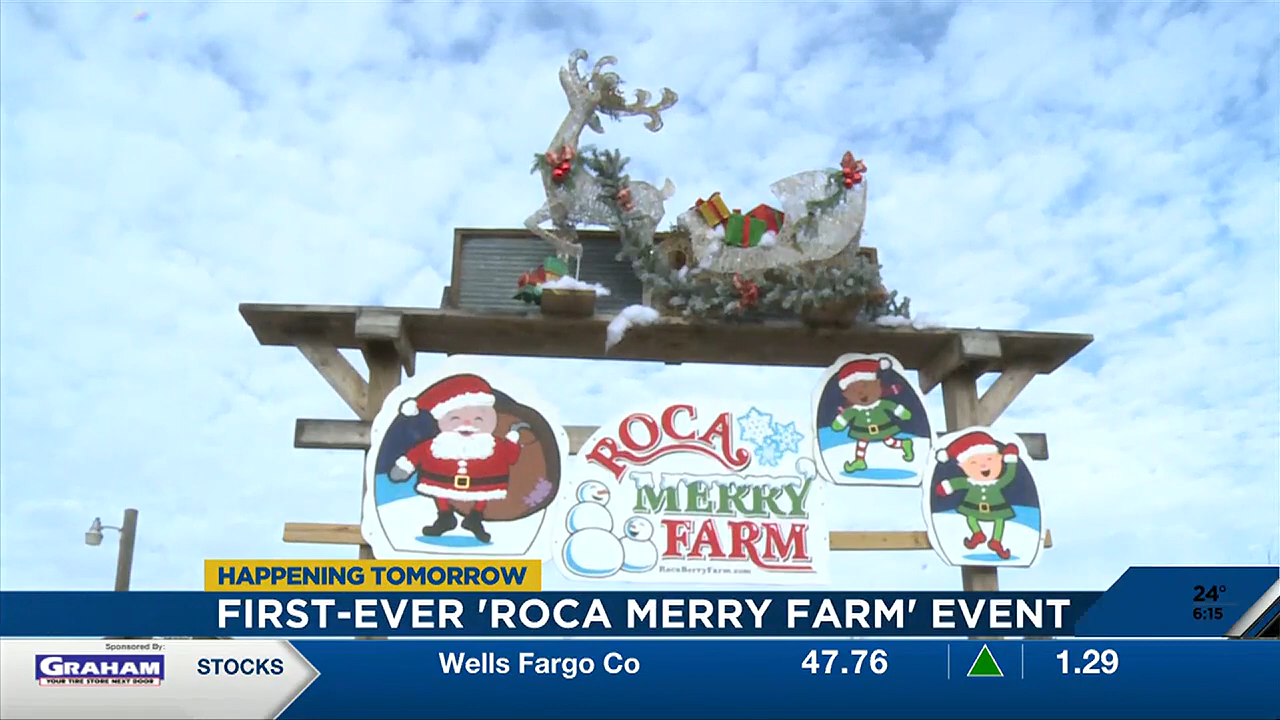 ROCA
MERRY
FARM
RocaBerryFarm.com
HAPPENING TOMORROW
FIRST-EVER 'ROCA MERRY FARM' EVENT
24°
6:15
Sponsored By:
GRAHAM
YOUR TIRE STORE NEXT DOOR
STOCKS
Wells Fargo Co 47.76 1.29